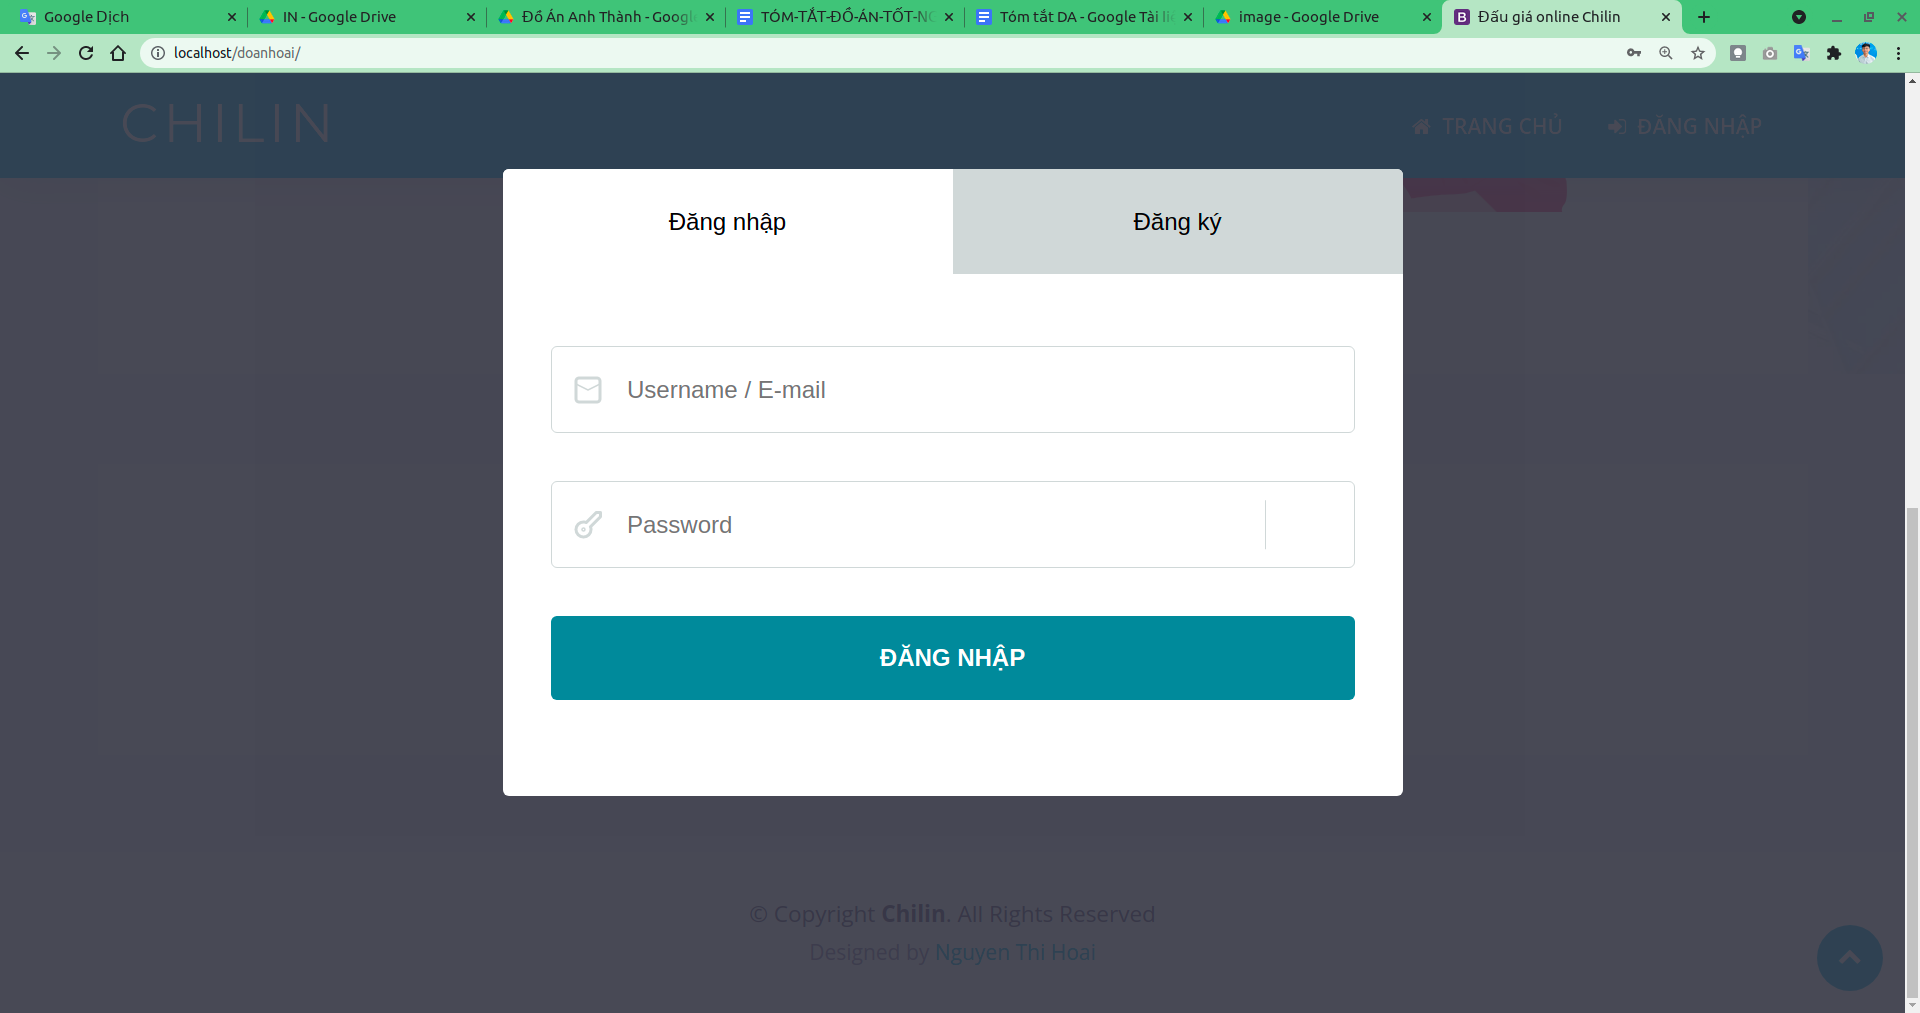 Google Dịch
IN - Google Drive
Đồ Án Anh Thành - Googl
TÓM-TẮT-ĐỒ-ÁN-TỐT-NG
Tóm tắt DA - Google Tài liệ
image - Google Drive
Đấu giá online Chilin
localhost/doanhoai/
CHILIN
TRANG CHỦ
ĐĂNG NHẬP
Đăng nhập
Đăng ký
Username / E-mail
Password
ĐĂNG NHẬP
© Copyright Chilin. All Rights Reserved
Designed by Nguyen Thi Hoai